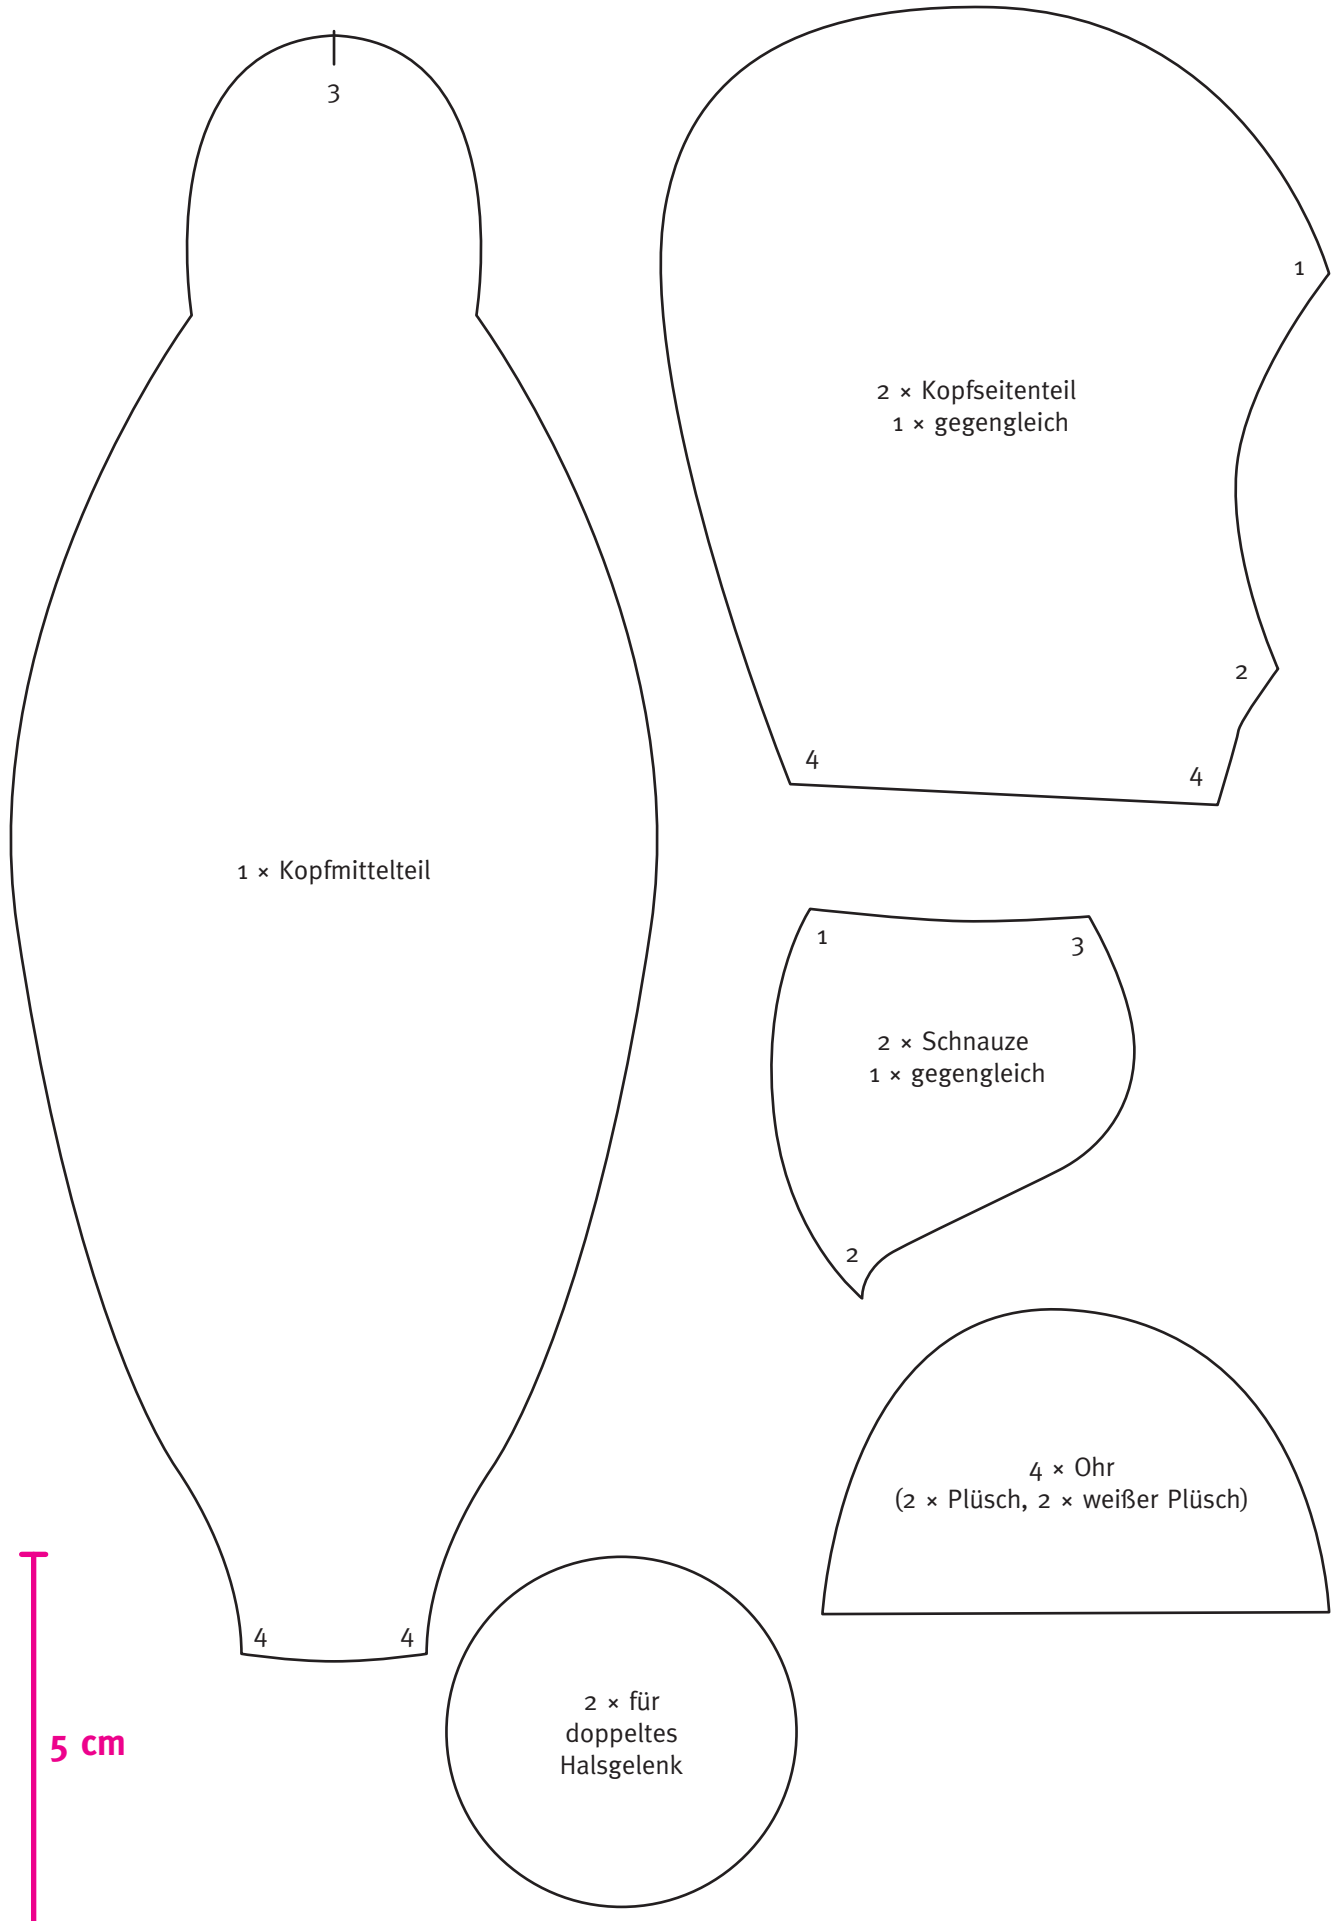 3
1
2 × Kopfseitenteil
1 × gegengleich
2
4
4
1 × Kopfmittelteil
1
3
2 × Schnauze
1 × gegengleich
2
4 × Ohr
(2 × Plüsch, 2 × weißer Plüsch)
4
4
2 × für
doppeltes
Halsgelenk
5 cm